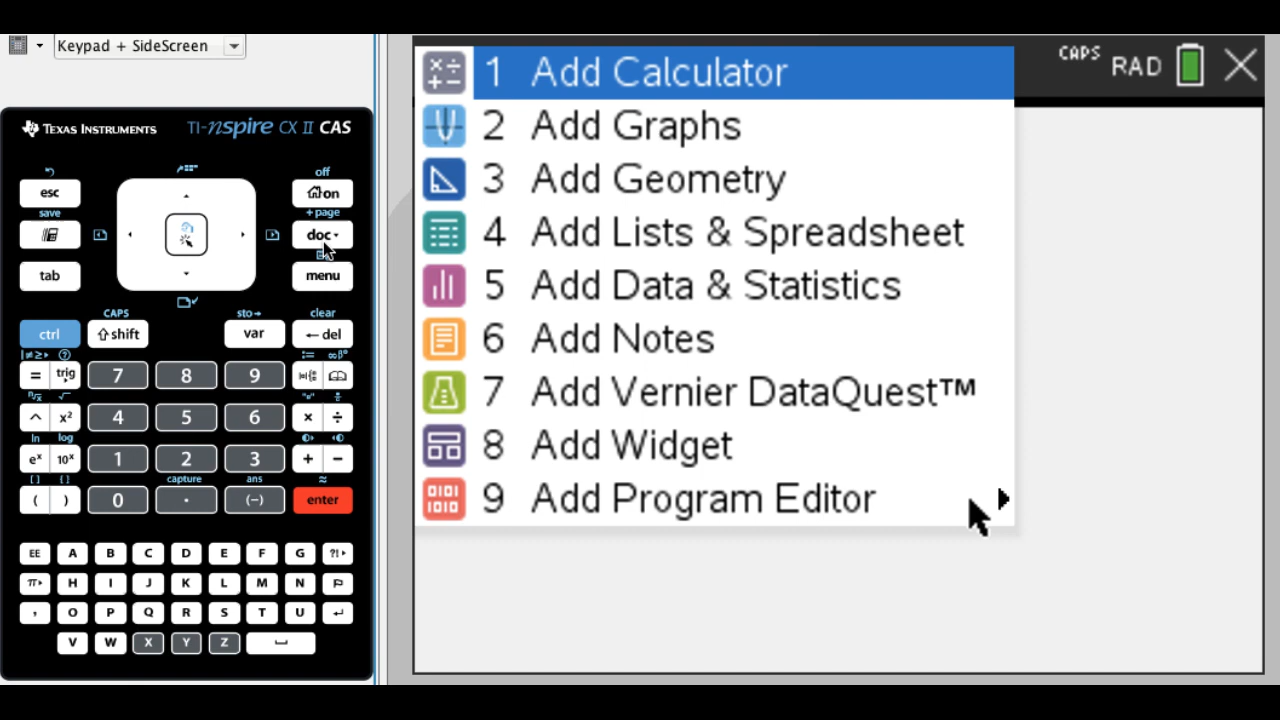 Keypad + SideScreen
TEXAS INSTRUMENTS TI-nspire CX II CAS
off
esc on
save + page
doc
tab menu
CAPS sto→ clear
ctrl ⇧shift var ← del
|≠≥▸ ? := ∞β°
= trig 7 8 9
ⁿ√x √ "∘" ÷
^ x² 4 5 6 × ÷
ln log
eˣ 10ˣ 1 2 3 + −
[ ] { } capture ans ≈
( ) 0 . (−) enter
EE A B C D E F G ?!▸
π▸ H I J K L M N
, O P Q R S T U ↵
V W X Y Z
CAPS RAD
1 Add Calculator
2 Add Graphs
3 Add Geometry
4 Add Lists & Spreadsheet
5 Add Data & Statistics
6 Add Notes
7 Add Vernier DataQuest™
8 Add Widget
9 Add Program Editor